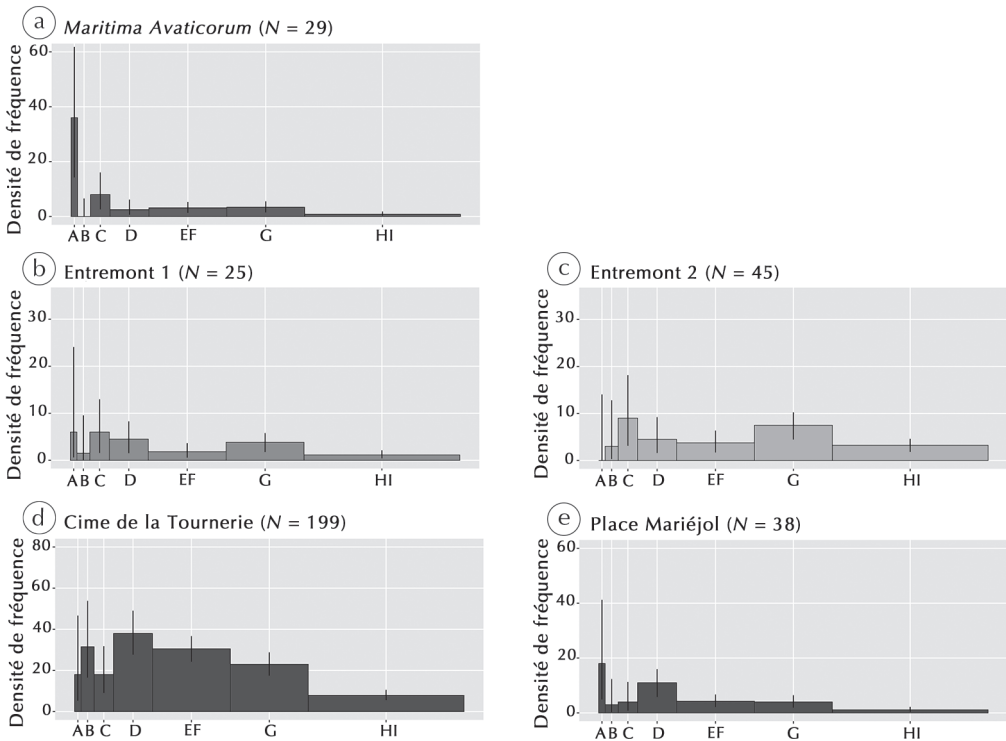 a Maritima Avaticorum (N = 29)
Densité de fréquence
60
40
20
0
A B C D EF G HI
b Entremont 1 (N = 25)
Densité de fréquence
30
20
10
0
A B C D EF G HI
c Entremont 2 (N = 45)
Densité de fréquence
30
20
10
0
A B C D EF G HI
d Cime de la Tournerie (N = 199)
Densité de fréquence
80
60
40
20
0
A B C D EF G HI
e Place Mariéjol (N = 38)
Densité de fréquence
60
40
20
0
A B C D EF G HI